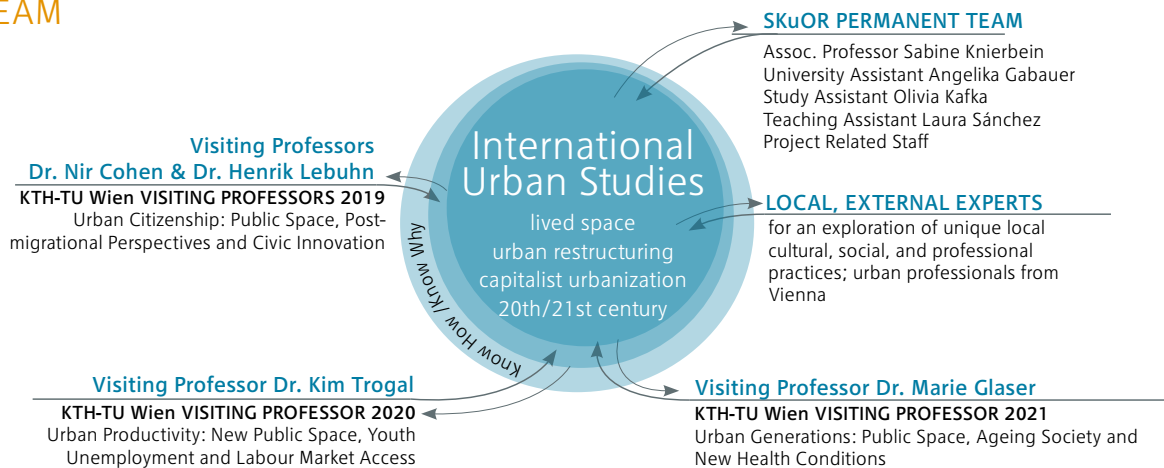 EAM
SKuOR PERMANENT TEAM
Assoc. Professor Sabine Knierbein
University Assistant Angelika Gabauer
Study Assistant Olivia Kafka
Teaching Assistant Laura Sánchez
Project Related Staff
Visiting Professors
Dr. Nir Cohen & Dr. Henrik Lebuhn
KTH-TU Wien VISITING PROFESSORS 2019
Urban Citizenship: Public Space, Post-
migrational Perspectives and Civic Innovation
International
Urban Studies
lived space
urban restructuring
capitalist urbanization
20th/21st century
Know How /Know Why
LOCAL, EXTERNAL EXPERTS
for an exploration of unique local
cultural, social, and professional
practices; urban professionals from
Vienna
Visiting Professor Dr. Kim Trogal
KTH-TU Wien VISITING PROFESSOR 2020
Urban Productivity: New Public Space, Youth
Unemployment and Labour Market Access
Visiting Professor Dr. Marie Glaser
KTH-TU Wien VISITING PROFESSOR 2021
Urban Generations: Public Space, Ageing Society and
New Health Conditions